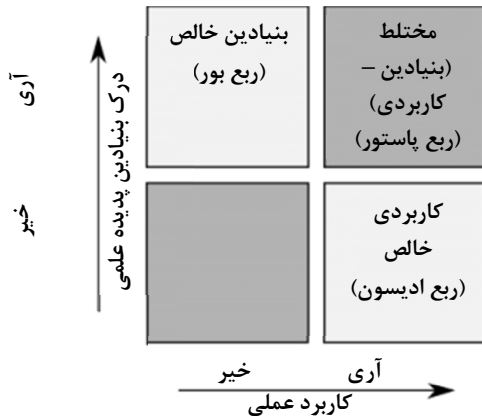 بنیادین خالص
(ربع بور)
مختلط
(بنیادین –
کاربردی)
(ربع پاستور)
کاربردی
خالص
(ربع ادیسون)
آری
خیر
درک بنیادین پدیده علمی
خیر
آری
کاربرد عملی